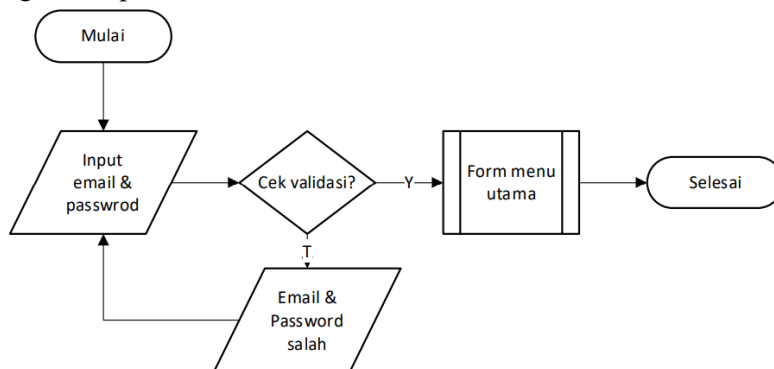 Mulai
Input
email &
passwrod
Cek validasi?
Y
Form menu
utama
Selesai
T
Email &
Password
salah